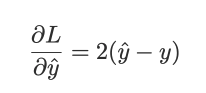 ∂L/∂ŷ = 2(ŷ − y)